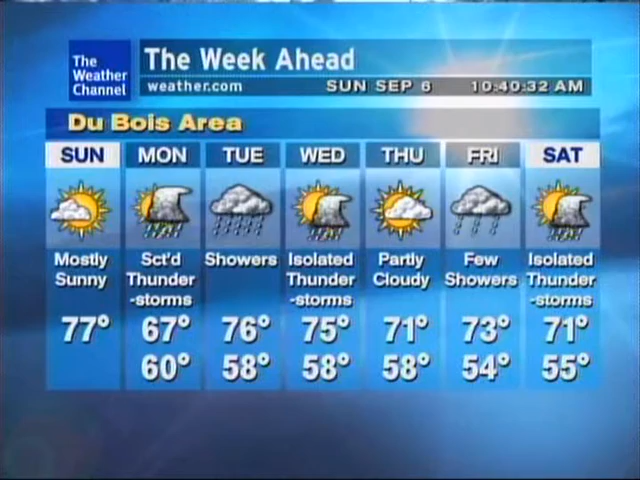 The Weather Channel
The Week Ahead
weather.com SUN SEP 6 10:40:32 AM
Du Bois Area
SUN MON TUE WED THU FRI SAT
Mostly Sct'd Showers Isolated Partly Few Isolated
Sunny Thunder Thunder Cloudy Showers Thunder
-storms -storms -storms
77° 67° 76° 75° 71° 73° 71°
60° 58° 58° 58° 54° 55°